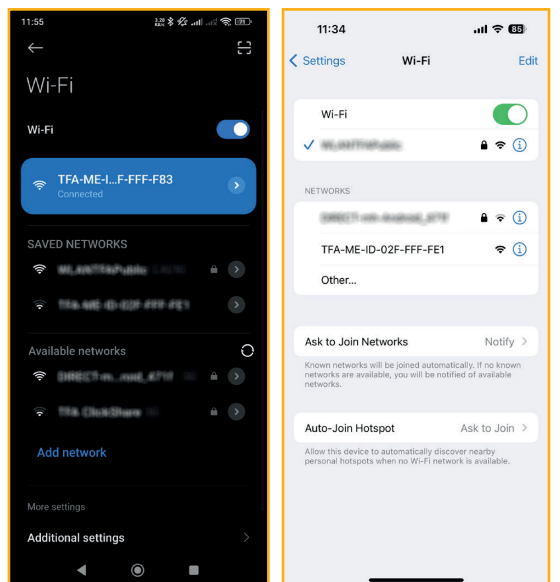 11:55
Wi-Fi
Wi-Fi
TFA-ME-I...F-FFF-F83
Connected
SAVED NETWORKS
Available networks
Add network
More settings
Additional settings
11:34
85
Settings
Wi-Fi
Edit
Wi-Fi
NETWORKS
TFA-ME-ID-02F-FFF-FE1
Other...
Ask to Join Networks
Notify
Known networks will be joined automatically. If no known
networks are available, you will be notified of available
networks.
Auto-Join Hotspot
Ask to Join
Allow this device to automatically discover nearby
personal hotspots when no Wi-Fi network is available.